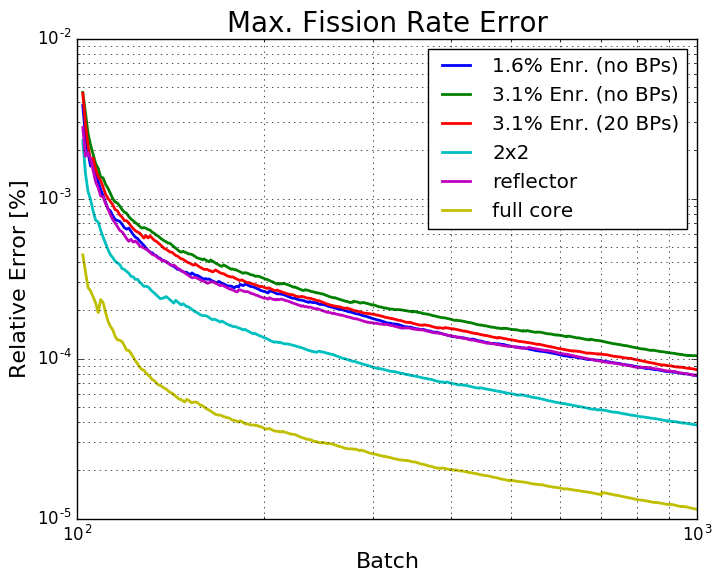 Max. Fission Rate Error
10^-2
10^-3
10^-4
10^-5
Relative Error [%]
1.6% Enr. (no BPs)
3.1% Enr. (no BPs)
3.1% Enr. (20 BPs)
2x2
reflector
full core
10^2
10^3
Batch